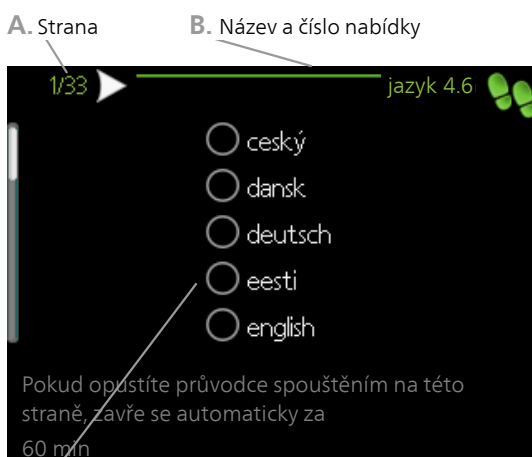 A. Strana
B. Název a číslo nabídky
1/33
jazyk 4.6
ceský
dansk
deutsch
eesti
english
Pokud opustíte průvodce spouštěním na této
straně, zavře se automaticky za
60 min